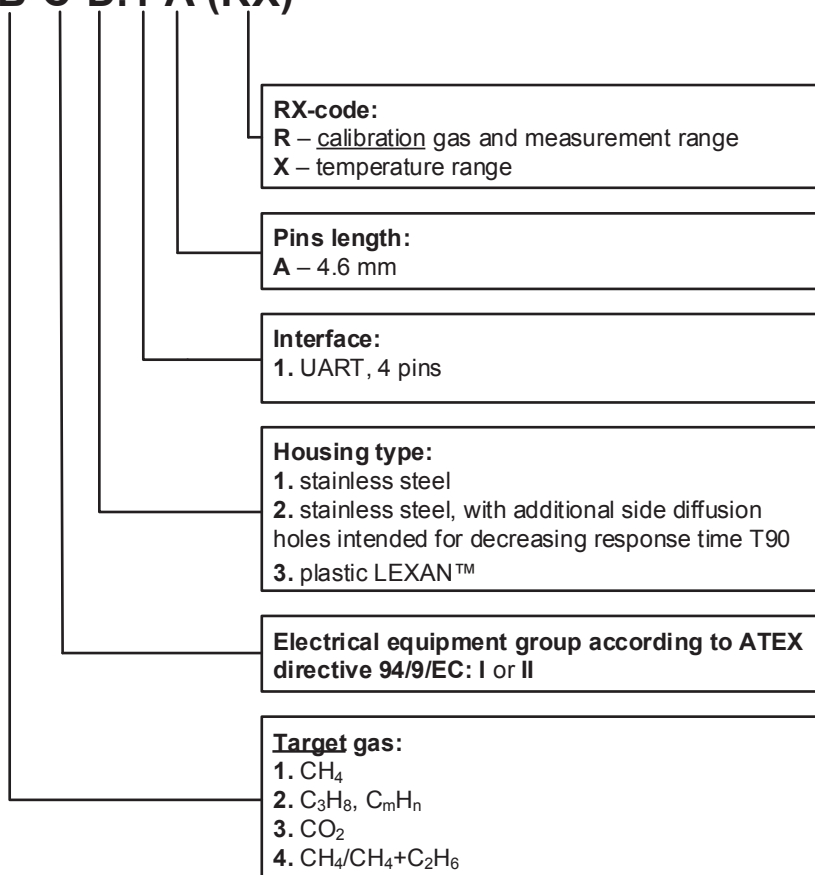 RX-code:
R – calibration gas and measurement range
X – temperature range
Pins length:
A – 4.6 mm
Interface:
1. UART, 4 pins
Housing type:
1. stainless steel
2. stainless steel, with additional side diffusion
holes intended for decreasing response time T90
3. plastic LEXAN™
Electrical equipment group according to ATEX
directive 94/9/EC: I or II
Target gas:
1. CH₄
2. C₃H₈, CₘHₙ
3. CO₂
4. CH₄/CH₄+C₂H₆